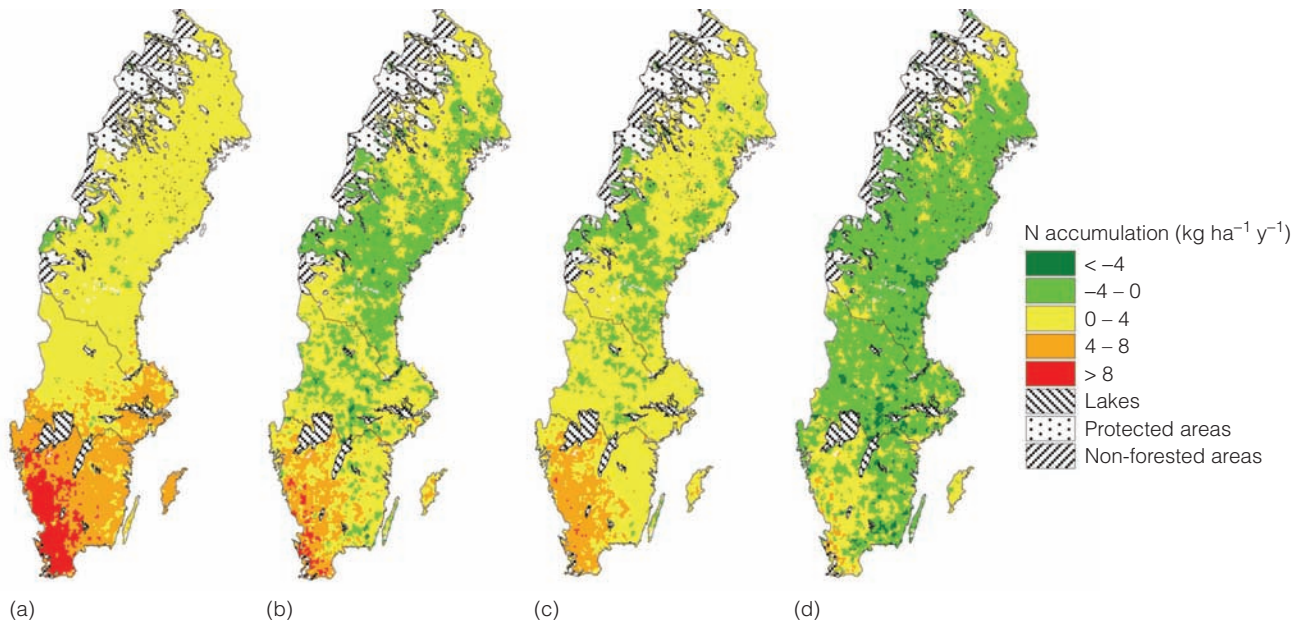 N accumulation (kg ha⁻¹ y⁻¹)
< –4
–4 – 0
0 – 4
4 – 8
> 8
Lakes
Protected areas
Non-forested areas
(a) (b) (c) (d)